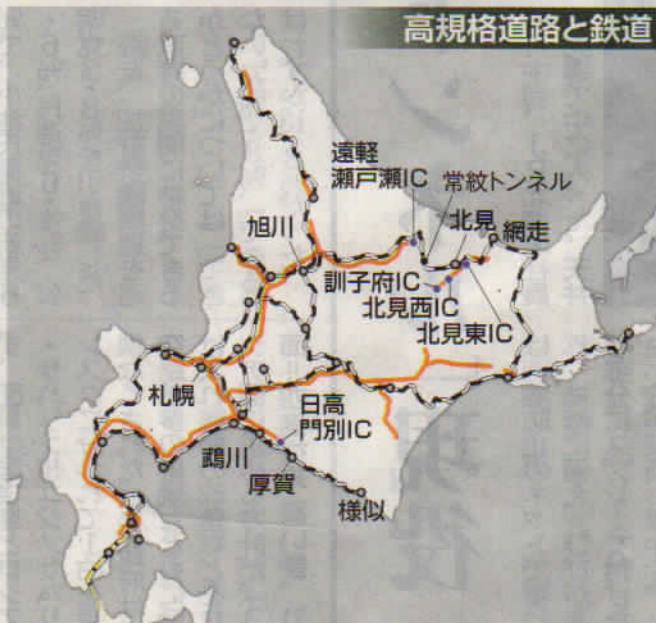 高規格道路と鉄道
遠軽
瀬戸瀬IC
常紋トンネル
旭川
北見
網走
訓子府IC
北見西IC
北見東IC
札幌
日高
門別IC
鵡川
厚賀
様似